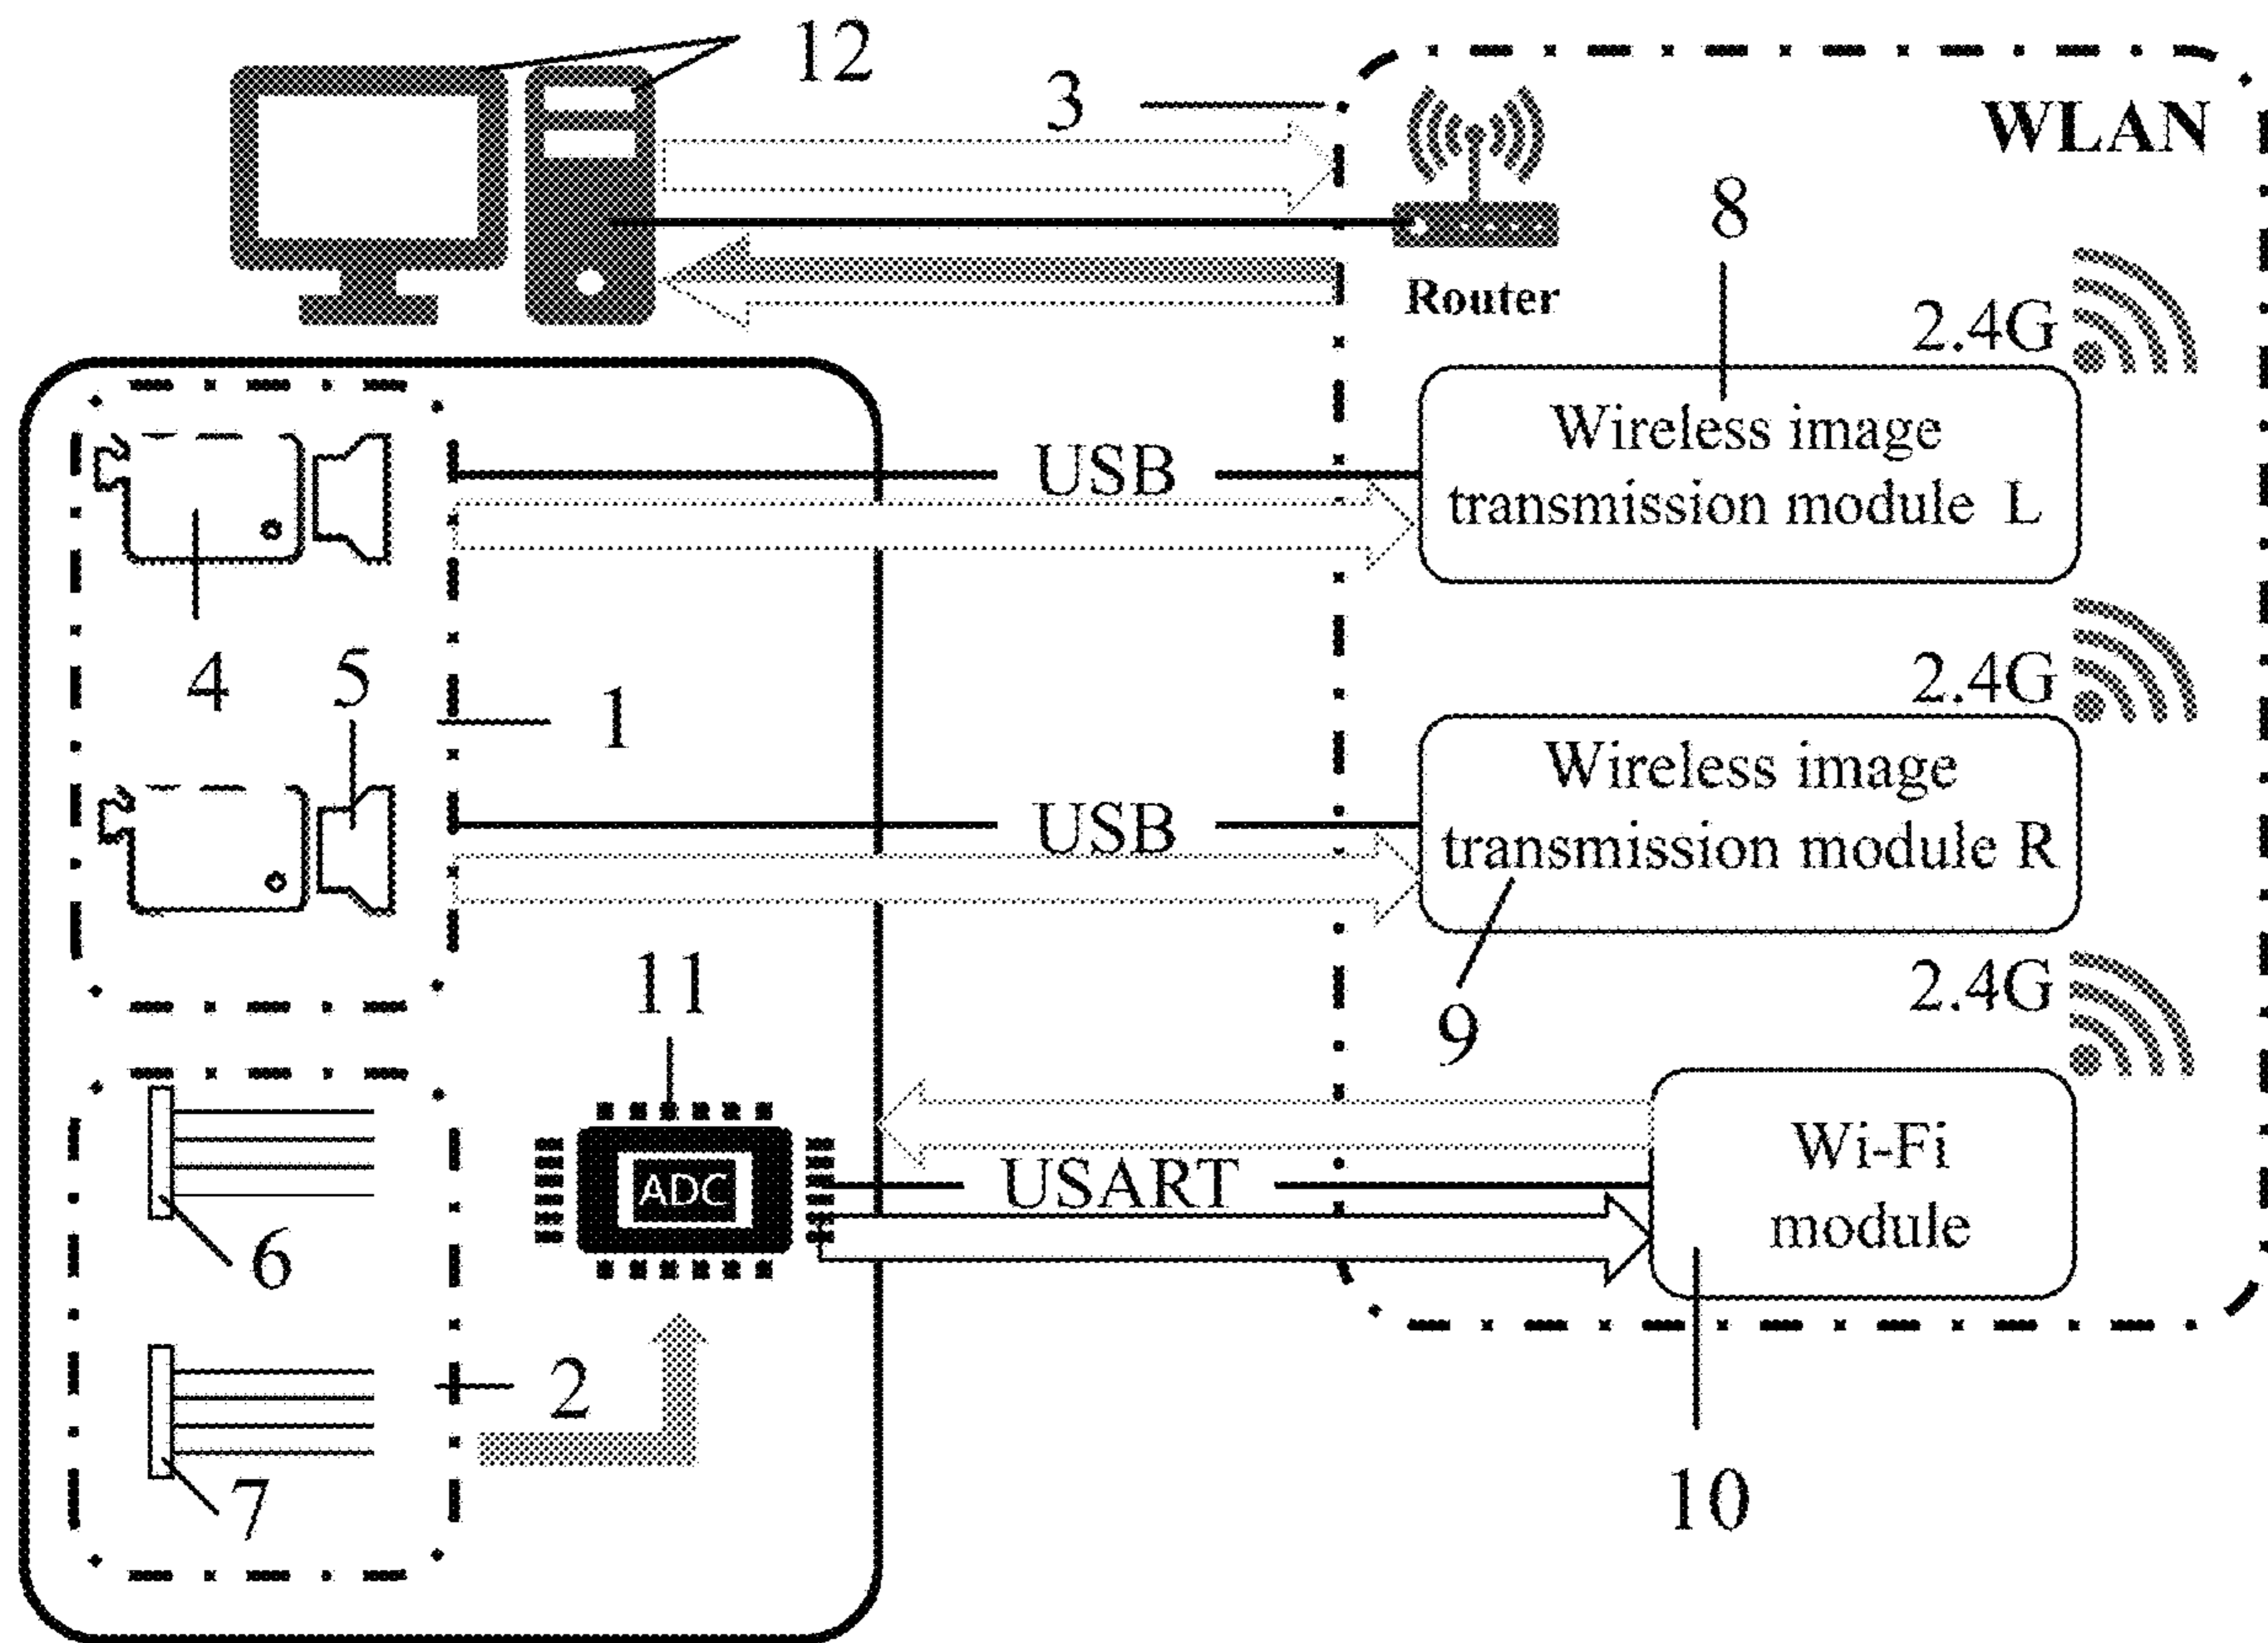 12
3
WLAN
Router
8
2.4G
Wireless image
transmission module L
USB
4
5
1
2.4G
Wireless image
transmission module R
USB
9
11
2.4G
ADC
USART
Wi-Fi
module
6
2
7
10